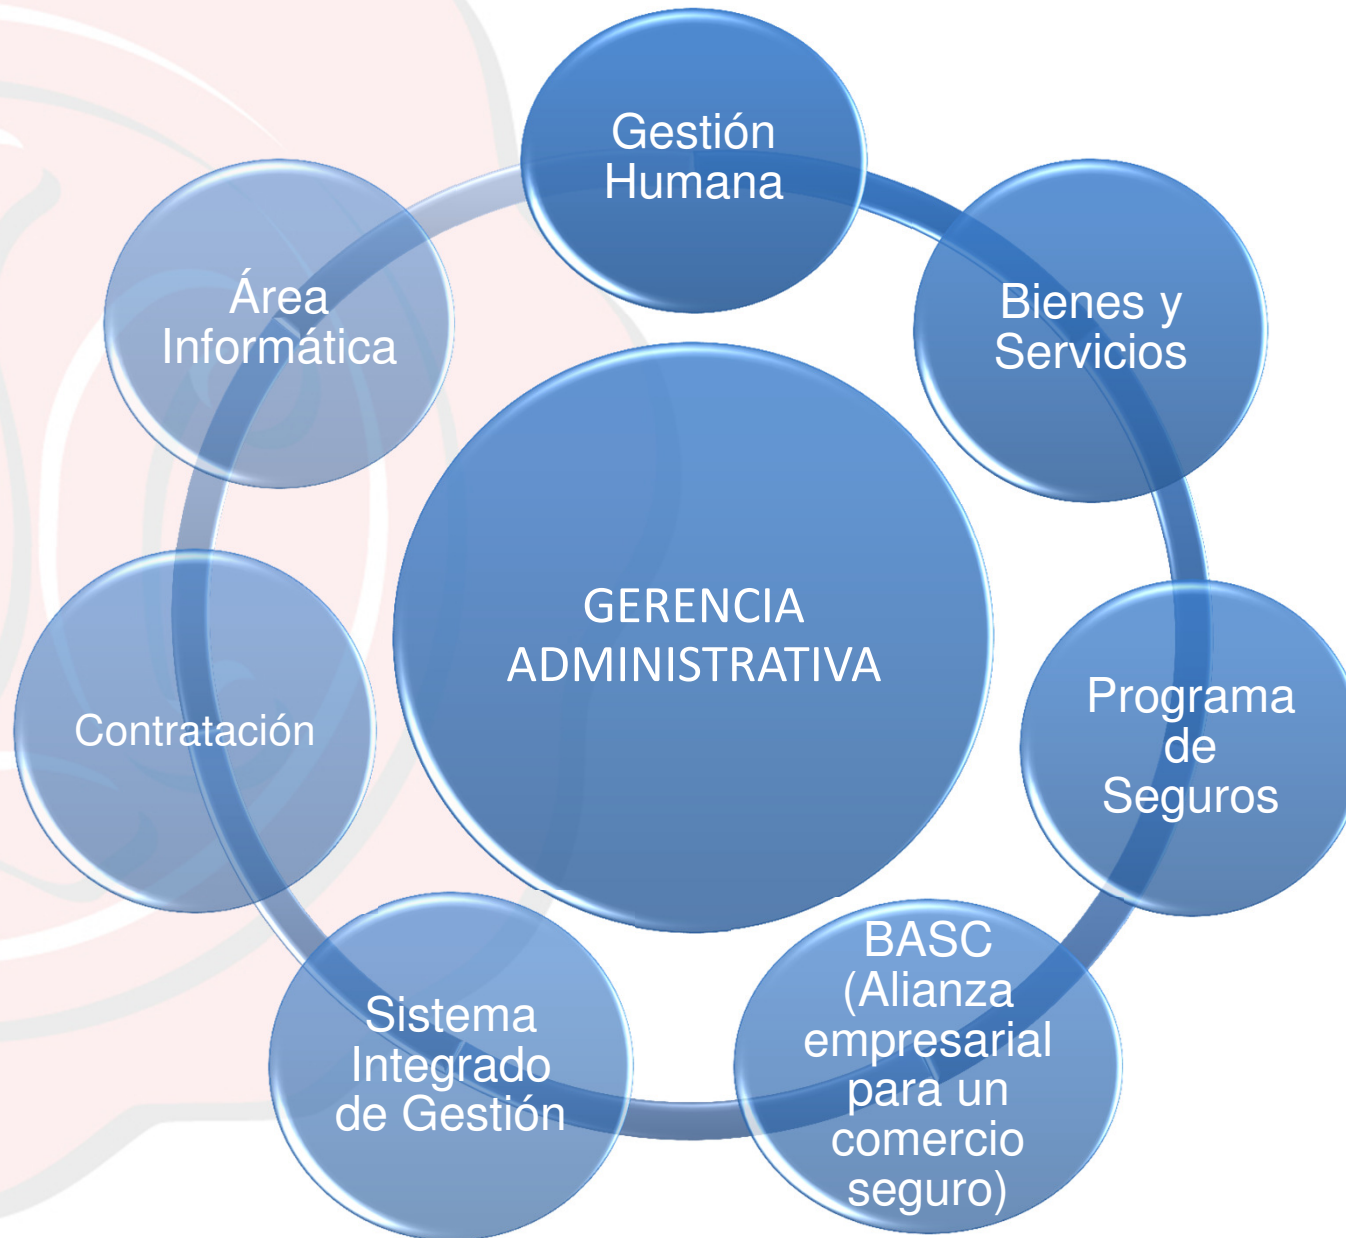 Gestión
Humana
Bienes y
Servicios
Programa
de
Seguros
BASC
(Alianza
empresarial
para un
comercio
seguro)
Sistema
Integrado
de Gestión
Contratación
Área
Informática
GERENCIA
ADMINISTRATIVA